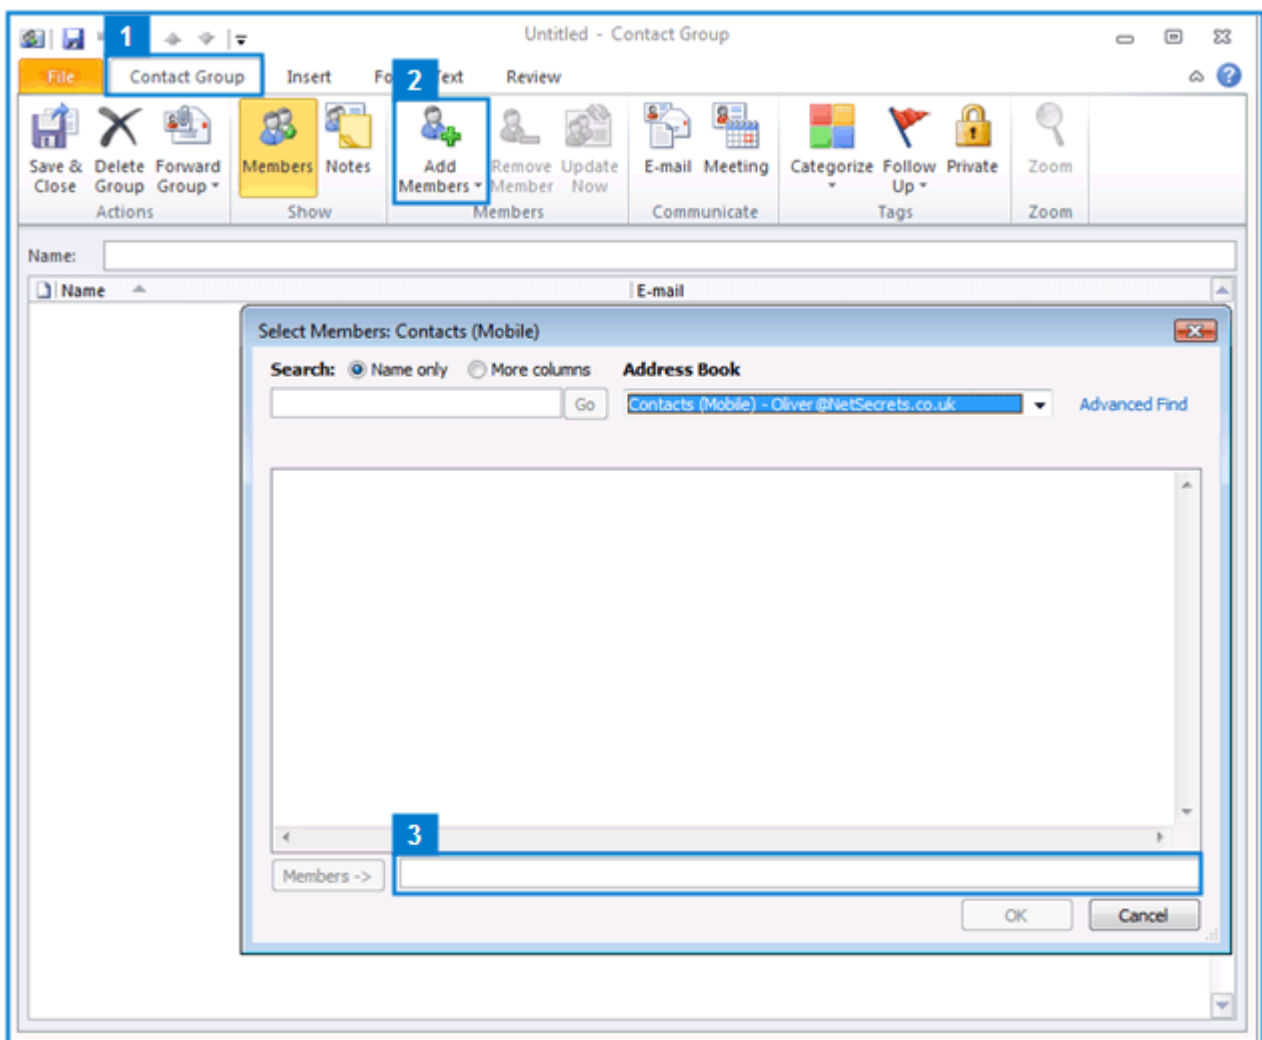 Untitled - Contact Group
1
File Contact Group Insert Fo Text Review
2
Save & Close
Delete Group
Forward Group
Members
Notes
Add Members
Remove Member
Update Now
E-mail
Meeting
Categorize
Follow Up
Private
Zoom
Actions Show Members Communicate Tags Zoom
Name:
Name E-mail
Select Members: Contacts (Mobile)
Search: Name only More columns Address Book
Go Contacts (Mobile) - Oliver@NetSecrets.co.uk Advanced Find
3
Members ->
OK Cancel